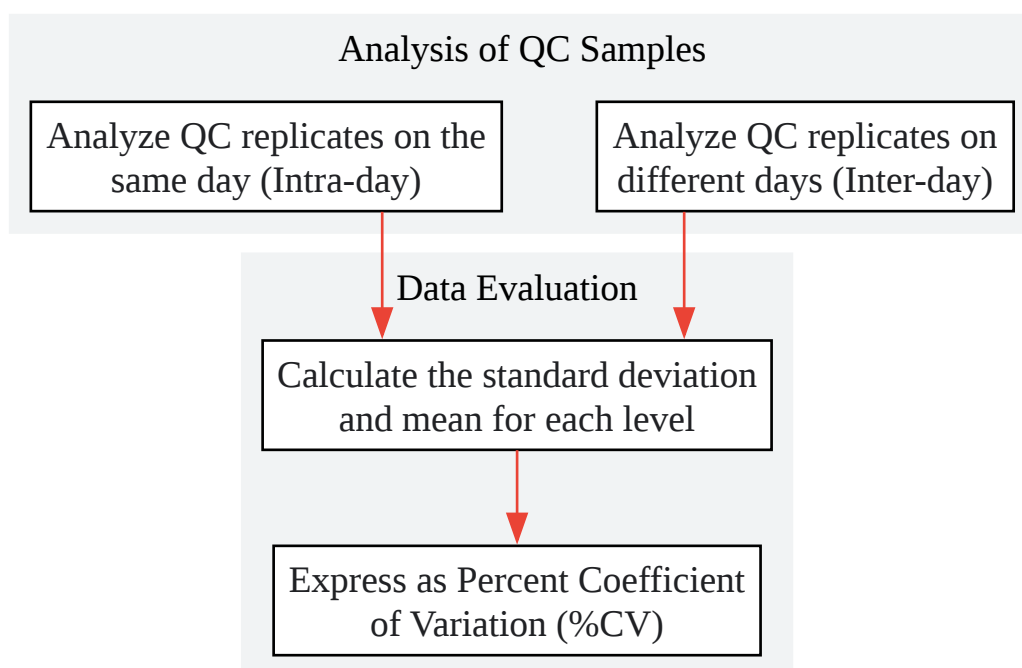 Analysis of QC Samples
Analyze QC replicates on the
same day (Intra-day)
Analyze QC replicates on
different days (Inter-day)
Data Evaluation
Calculate the standard deviation
and mean for each level
Express as Percent Coefficient
of Variation (%CV)